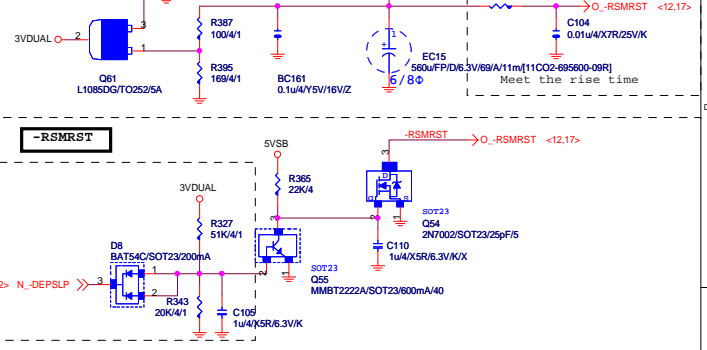 3
R387
100/4/1
3VDUAL
2
1
O_-RSMRST <12,17>
C104
0.01u/4/X7R/25V/K
1
+
EC15
560u/FP/D/6.3V/69/A/11m/[11CO2-695600-09R]
6/8Φ
Meet the rise time
R395
169/4/1
Q61
L1085DG/TO252/5A
BC161
0.1u/4/Y5V/16V/Z
-RSMRST
5VSB
-RSMRST
O_-RSMRST <12,17>
3
R365
22K/4
D
G
S
3VDUAL
SOT23
Q54
2N7002/SOT23/25pF/5
2
1
3
R327
51K/4/1
C110
1u/4/X5R/6.3V/K/X
D8
BAT54C/SOT23/200mA
SOT23
Q55
MMBT2222A/SOT23/600mA/40
2
1
2> N_-DEPSLP
3
1
2
R343
20K/4/1
C105
1u/4/X5R/6.3V/K